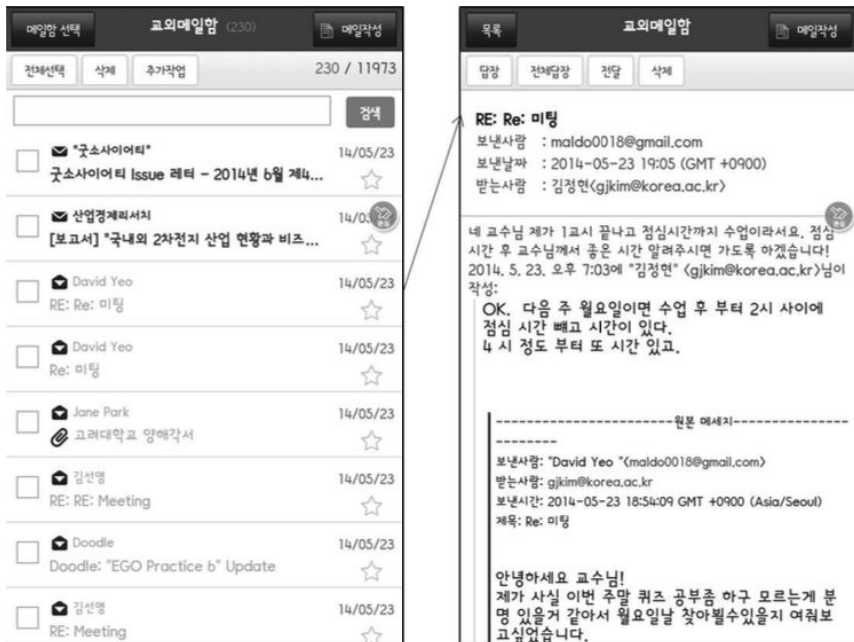 메일함 선택
교외메일함 (230)
메일작성
전체선택
삭제
추가작업
230 / 11973
검색
"굿소사이어티"
14/05/23
굿소사이어티 Issue 레터 - 2014년 6월 제4...
산업경제리서치
14/0
[보고서] "국내외 2차전지 산업 현황과 비즈...
David Yeo
14/05/23
RE: Re: 미팅
David Yeo
14/05/23
Re: 미팅
Jane Park
14/05/23
고려대학교 양해각서
김선영
14/05/23
RE: RE: Meeting
Doodle
14/05/23
Doodle: "EGO Practice 6" Update
김선영
14/05/23
RE: Meeting
목록
교외메일함
메일작성
답장
전체답장
전달
삭제
RE: Re: 미팅
보낸사람 : maldo0018@gmail.com
보낸날짜 : 2014-05-23 19:05 (GMT +0900)
받는사람 : 김정현<gjkim@korea.ac.kr>
네 교수님 제가 1교시 끝나고 점심시간까지 수업이라서요. 점심
시간 후 교수님께서 좋은 시간 알려주시면 가도록 하겠습니다!
2014. 5. 23. 오후 7:03에 "김정현" <gjkim@korea.ac.kr>님이
작성:
OK. 다음 주 월요일이면 수업 후 부터 2시 사이에
점심 시간 빼고 시간이 있다.
4 시 정도 부터 또 시간 있고.
-----------------------원본 메세지---------------
--------
보낸사람: "David Yeo "<maldo0018@gmail.com>
받는사람: gjkim@korea.ac.kr
보낸시간: 2014-05-23 18:54:09 GMT +0900 (Asia/Seoul)
제목: Re: 미팅
안녕하세요 교수님!
제가 사실 이번 주말 퀴즈 공부좀 하구 모르는게 분
명 있을거 같아서 월요일날 찾아뵐수있을지 여쭤보
고싶었습니다.